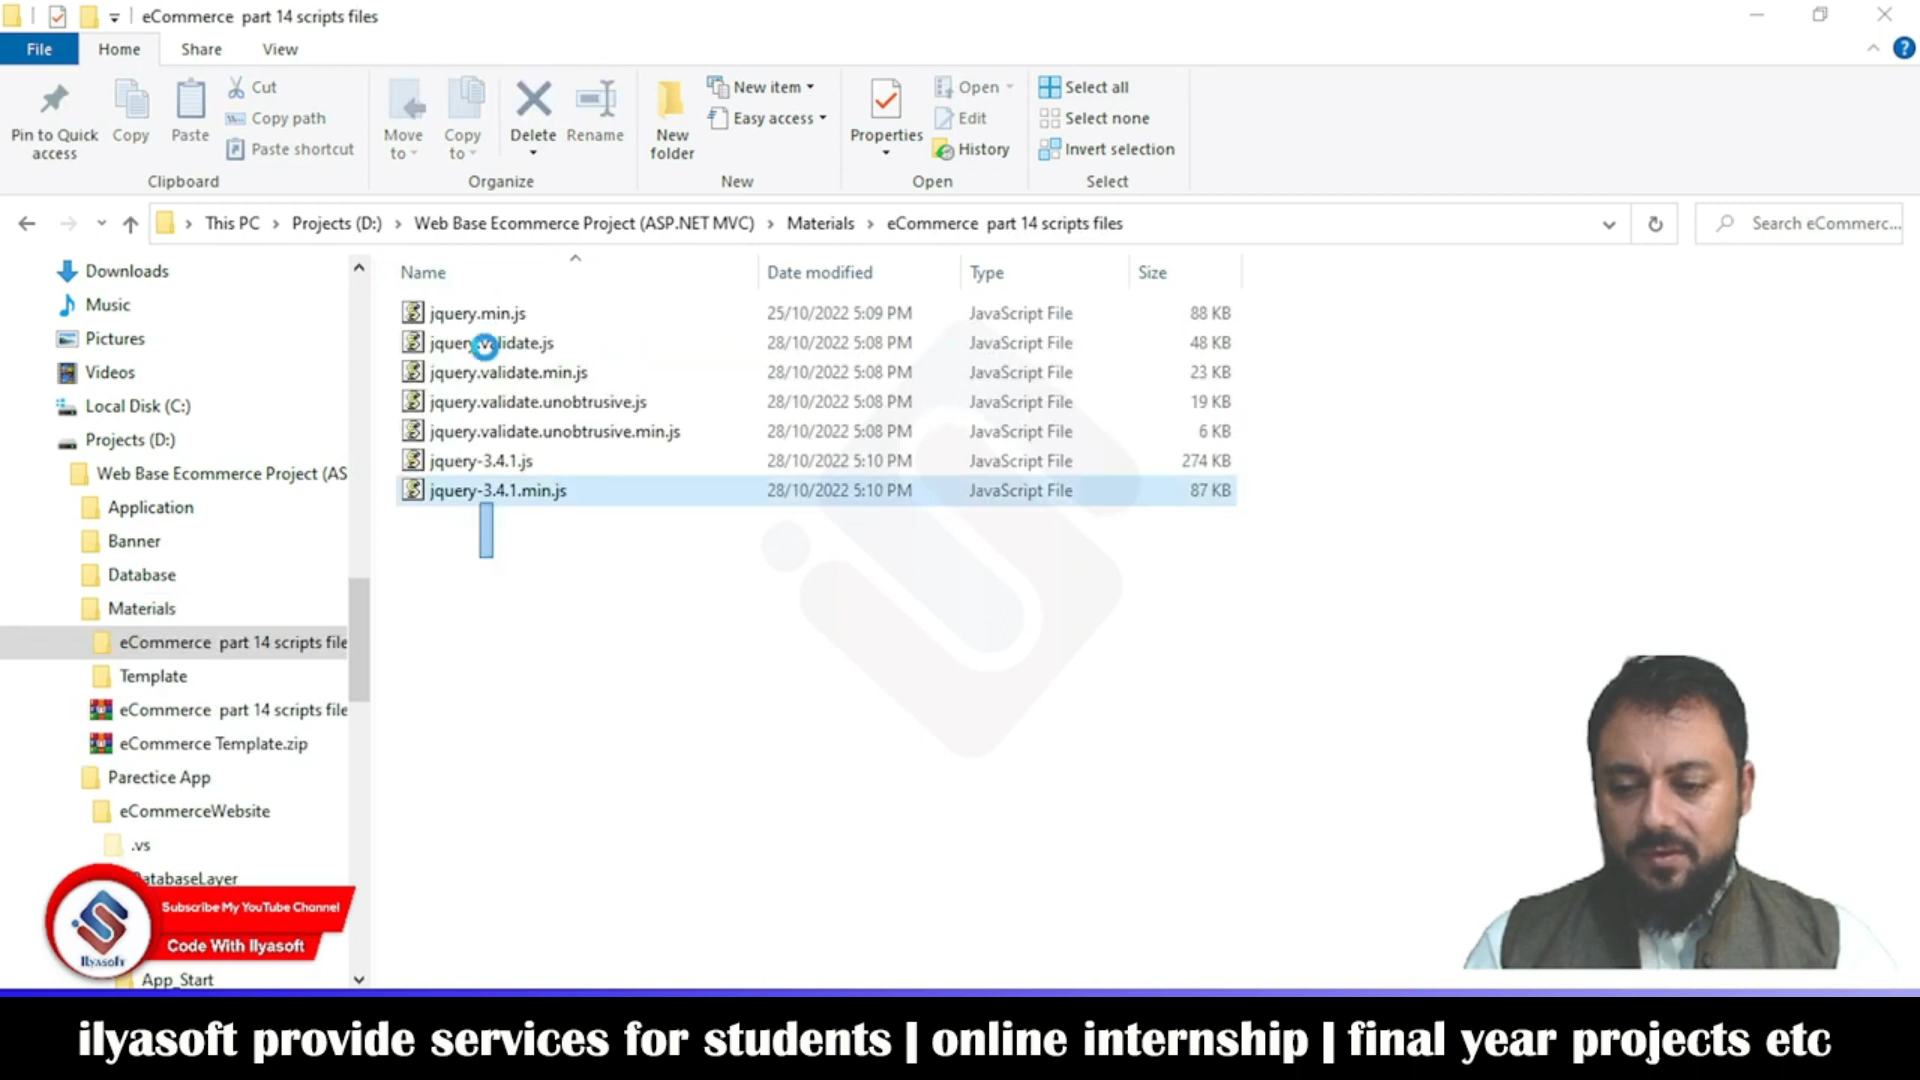 eCommerce  part 14 scripts files
File
Home
Share
View
Pin to Quick access
Copy
Paste
Cut
Copy path
Paste shortcut
Move to
Copy to
Delete
Rename
New folder
New item
Easy access
Properties
Open
Edit
History
Select all
Select none
Invert selection
Clipboard
Organize
New
Open
Select
This PC > Projects (D:) > Web Base Ecommerce Project (ASP.NET MVC) > Materials > eCommerce  part 14 scripts files
Search eCommerc...
Name Date modified Type Size
jquery.min.js 25/10/2022 5:09 PM JavaScript File 88 KB
jquery.validate.js 28/10/2022 5:08 PM JavaScript File 48 KB
jquery.validate.min.js 28/10/2022 5:08 PM JavaScript File 23 KB
jquery.validate.unobtrusive.js 28/10/2022 5:08 PM JavaScript File 19 KB
jquery.validate.unobtrusive.min.js 28/10/2022 5:08 PM JavaScript File 6 KB
jquery-3.4.1.js 28/10/2022 5:10 PM JavaScript File 274 KB
jquery-3.4.1.min.js 28/10/2022 5:10 PM JavaScript File 87 KB
Downloads
Music
Pictures
Videos
Local Disk (C:)
Projects (D:)
Web Base Ecommerce Project (AS
Application
Banner
Database
Materials
eCommerce  part 14 scripts file
Template
eCommerce  part 14 scripts file
eCommerce Template.zip
Parectice App
eCommerceWebsite
.vs
DatabaseLayer
App_Start
Subscribe My YouTube Channel
Code With Ilyasoft
Ilyasoft
ilyasoft provide services for students | online internship | final year projects etc